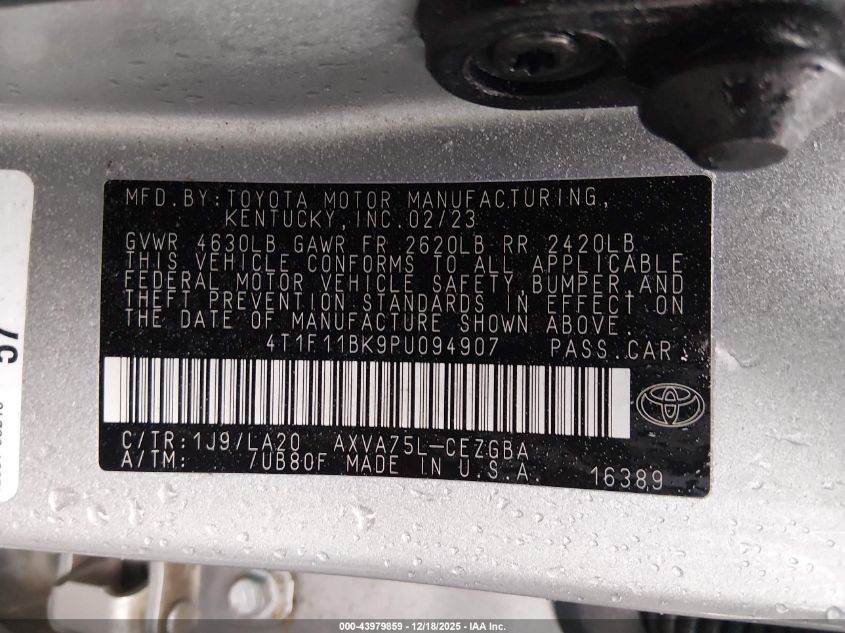 MFD.BY:TOYOTA MOTOR MANUFACTURING,
KENTUCKY,INC.02/23
GVWR 4630LB GAWR FR 2620LB RR 2420LB
THIS VEHICLE CONFORMS TO ALL APPLICABLE
FEDERAL MOTOR VEHICLE SAFETY, BUMPER, AND
THEFT PREVENTION STANDARDS IN EFFECT ON
THE DATE OF MANUFACTURE SHOWN ABOVE.
4T1F11BK9PU094907 PASS.CAR.
C/TR:1J9/LA20 AXVA75L-CEZGBA
A/TM: /UB80F MADE IN U.S.A.
16389
57
000-43979859 - 12/18/2025 - IAA Inc.